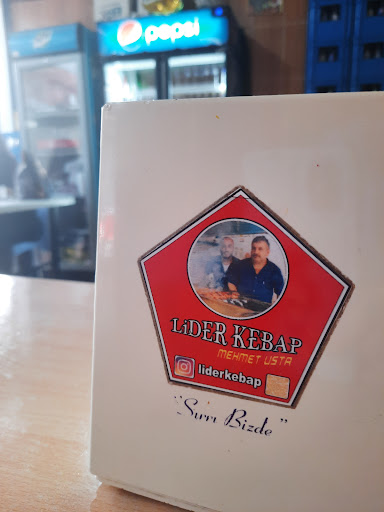 pepsi
LiDER KEBAP
MEHMET USTA
liderkebap
"Sırrı Bizde"